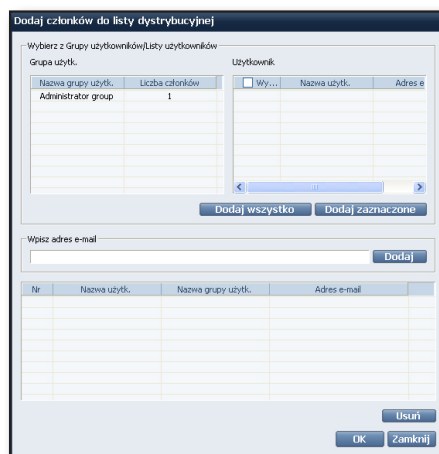 Dodaj członków do listy dystrybucyjnej
Wybierz z Grupy użytkowników/Listy użytkowników
Grupa użytk.
Użytkownik
Nazwa grupy użytk. Liczba członków
Wy... Nazwa użytk. Adres e
Administrator group 1
Dodaj wszystko Dodaj zaznaczone
Wpisz adres e-mail
Dodaj
Nr Nazwa użytk. Nazwa grupy użytk. Adres e-mail
Usuń
OK Zamknij